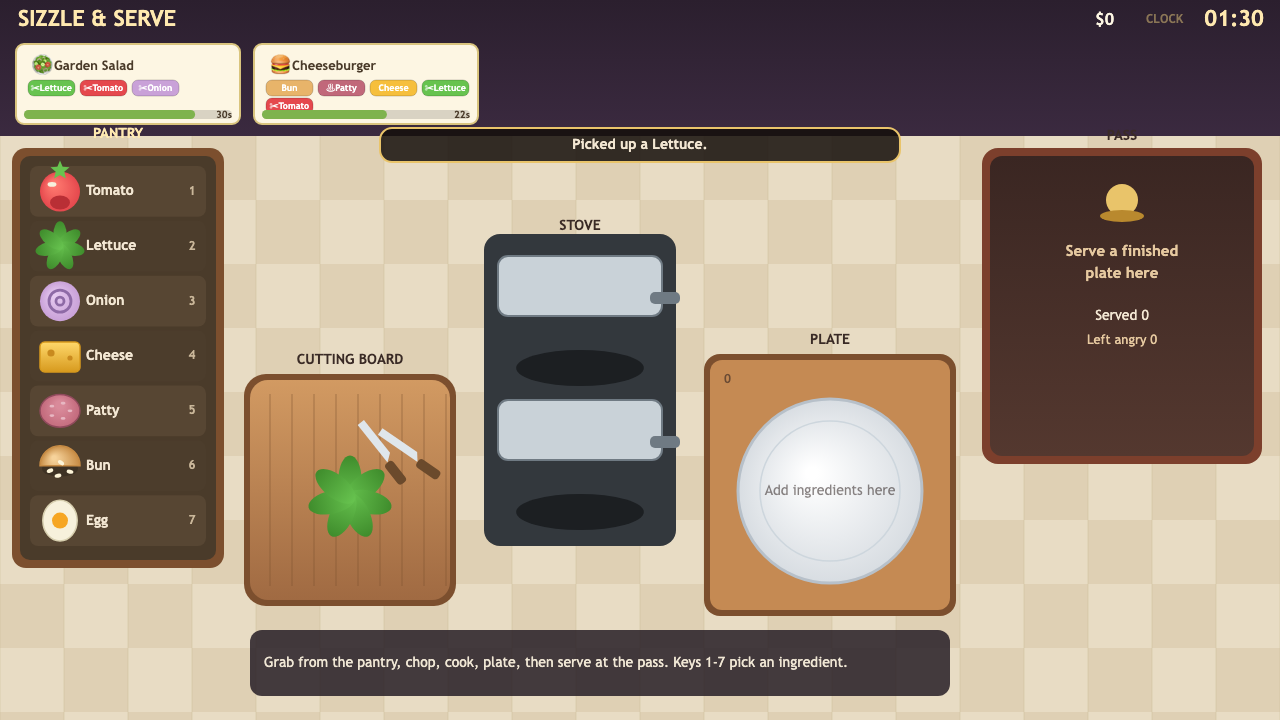 SIZZLE & SERVE
$0
CLOCK
01:30
Garden Salad
✂Lettuce
✂Tomato
✂Onion
30s
Cheeseburger
Bun
♨Patty
Cheese
✂Lettuce
✂Tomato
22s
PANTRY
Picked up a Lettuce.
PASS
Tomato 1
Lettuce 2
Onion 3
Cheese 4
Patty 5
Bun 6
Egg 7
CUTTING BOARD
STOVE
PLATE
0
Add ingredients here
Serve a finished
plate here
Served 0
Left angry 0
Grab from the pantry, chop, cook, plate, then serve at the pass. Keys 1-7 pick an ingredient.